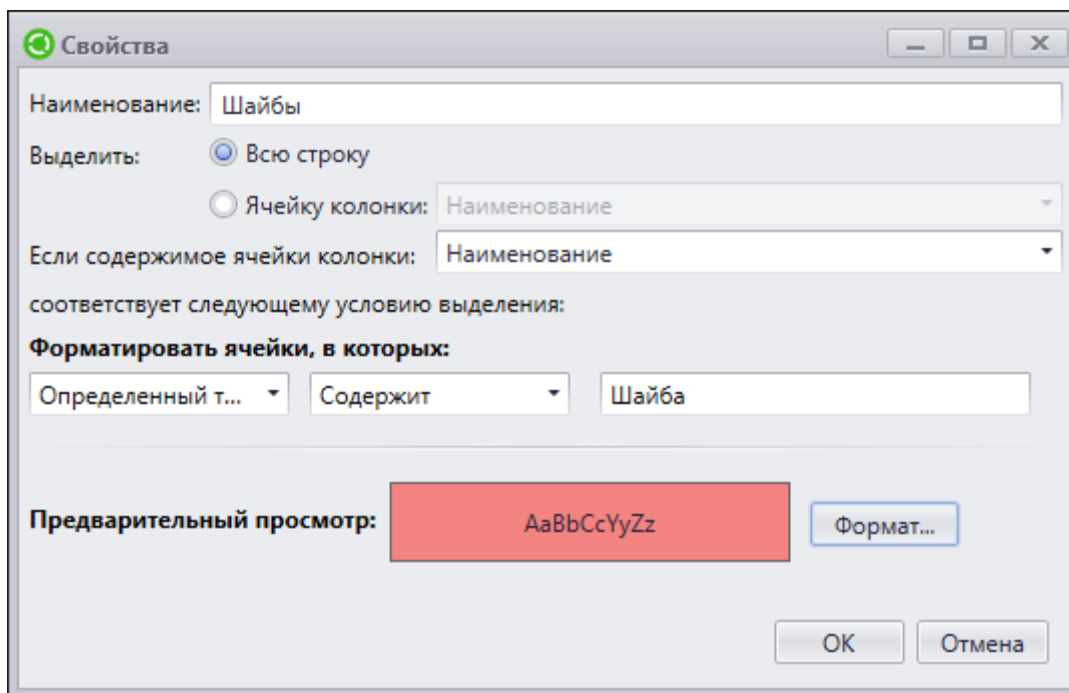 Свойства
Наименование: Шайбы
Выделить: Всю строку
Ячейку колонки: Наименование
Если содержимое ячейки колонки: Наименование
соответствует следующему условию выделения:
Форматировать ячейки, в которых:
Определенный т... Содержит Шайба
Предварительный просмотр: AaBbCcYyZz Формат...
OK Отмена